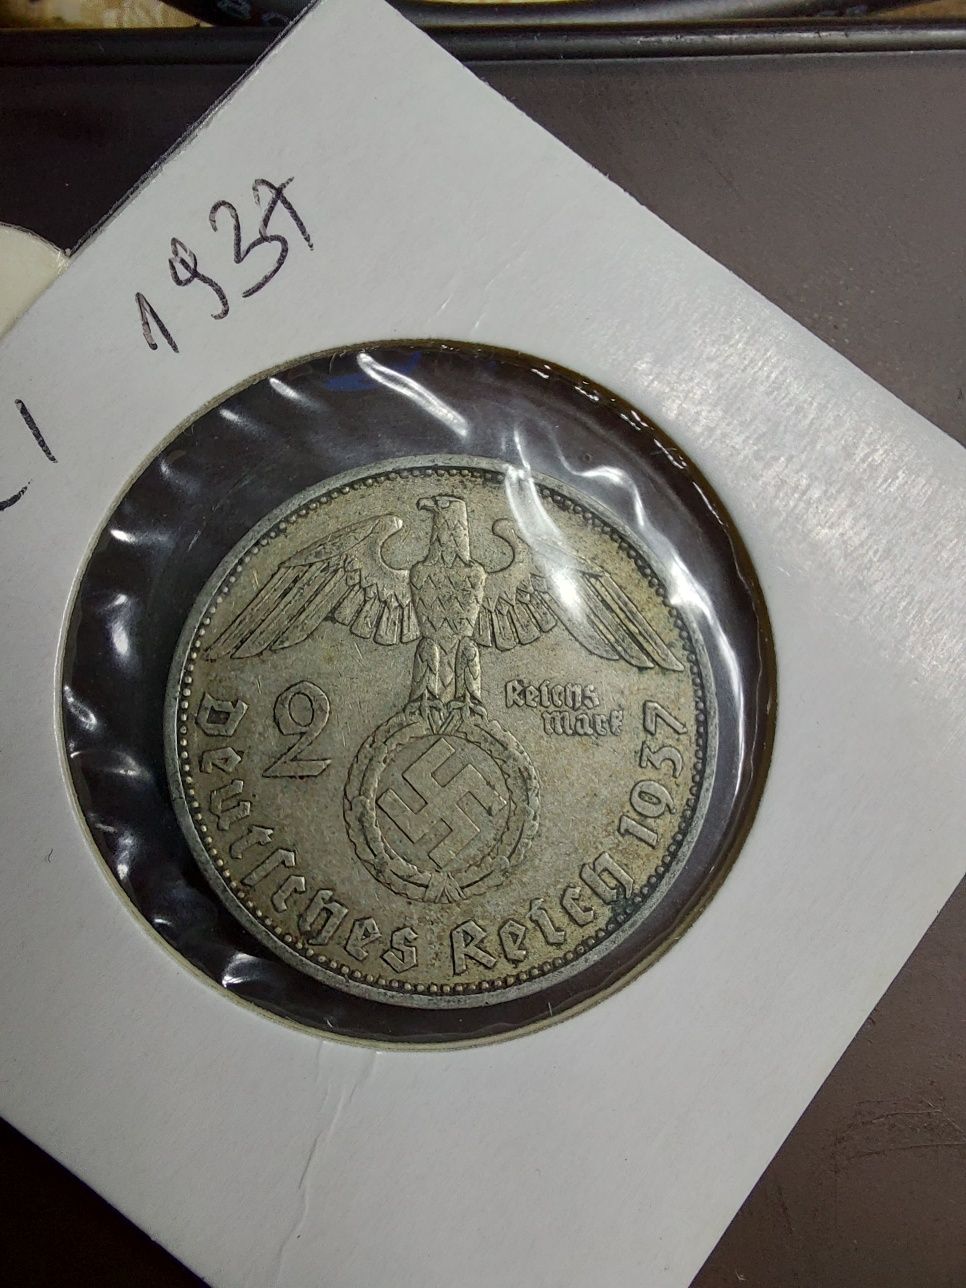 1937
2
Reichs
mark
Deutsches Reich 1937